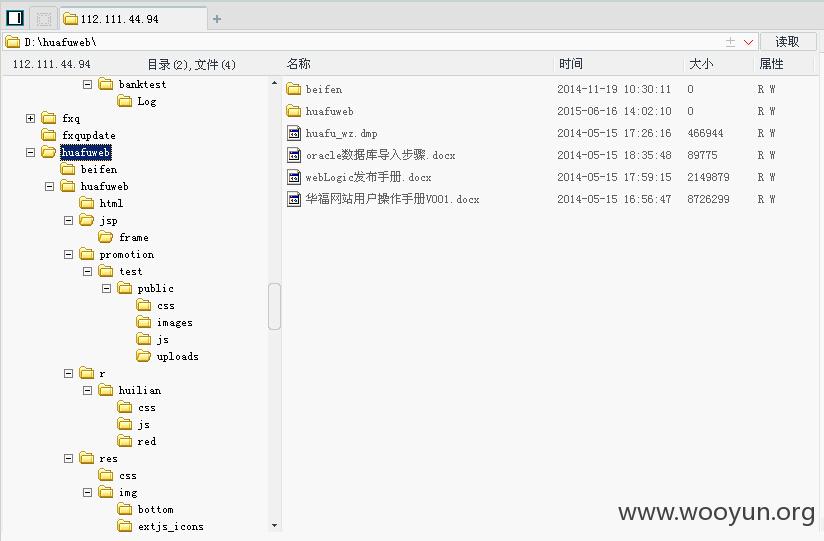 112.111.44.94
D:\huafuweb\
读取
112.111.44.94 目录(2),文件(4)
名称 时间 大小 属性
banktest
Log
fxq
fxqupdate
huafuweb
beifen
huafuweb
html
jsp
frame
promotion
test
public
css
images
js
uploads
r
huilian
css
js
red
res
css
img
bottom
extjs_icons
beifen 2014-11-19 10:30:11 0 R W
huafuweb 2015-06-16 14:02:10 0 R W
huafu_wz.dmp 2014-05-15 17:26:16 466944 R W
oracle数据库导入步骤.docx 2014-05-15 18:35:48 89775 R W
webLogic发布手册.docx 2014-05-15 17:59:15 2149879 R W
华福网站用户操作手册V001.docx 2014-05-15 16:56:47 8726299 R W
www.wooyun.org